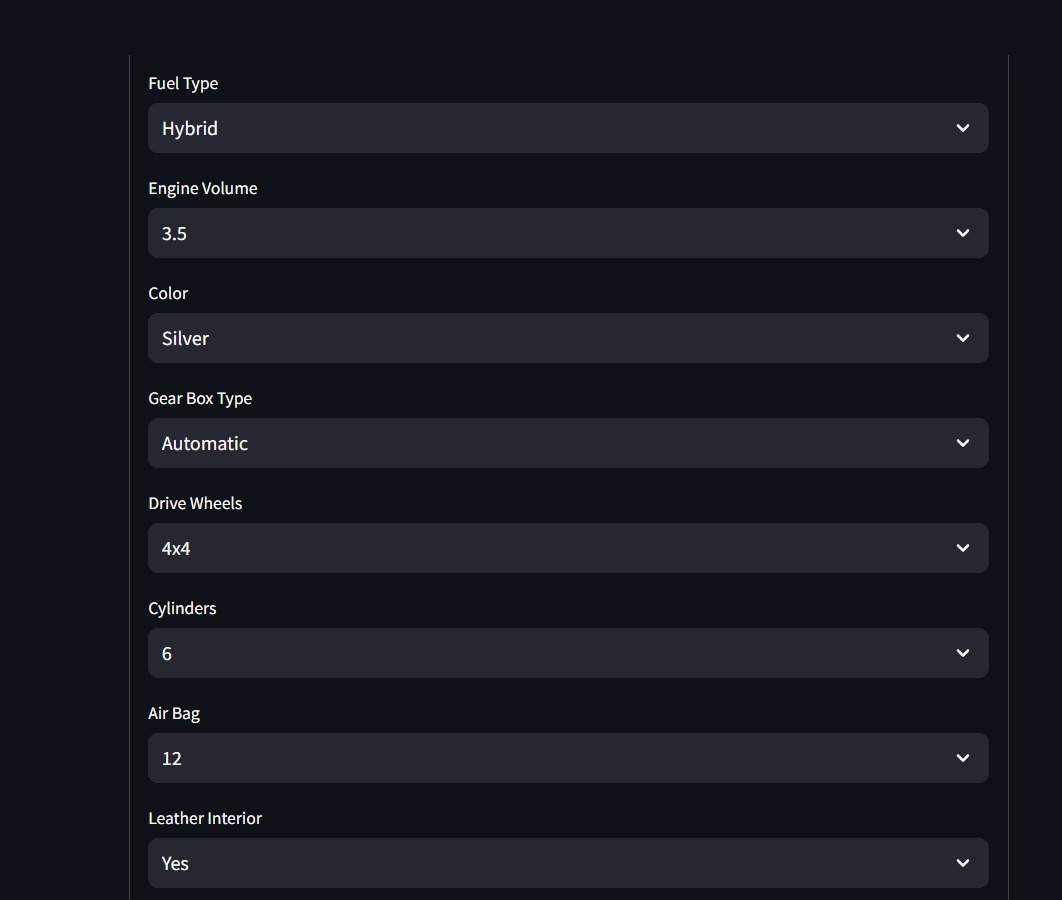 Fuel Type
Hybrid
Engine Volume
3.5
Color
Silver
Gear Box Type
Automatic
Drive Wheels
4x4
Cylinders
6
Air Bag
12
Leather Interior
Yes